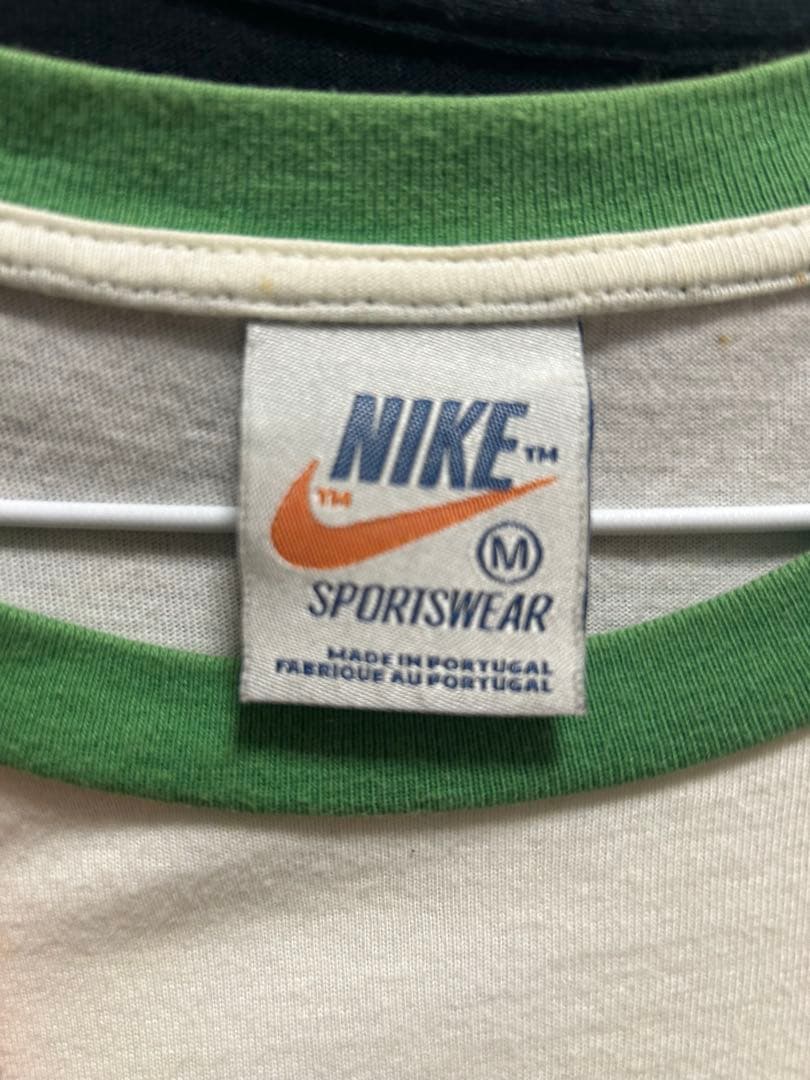 NIKE™
™
M
SPORTSWEAR
MADE IN PORTUGAL
FABRIQUE AU PORTUGAL